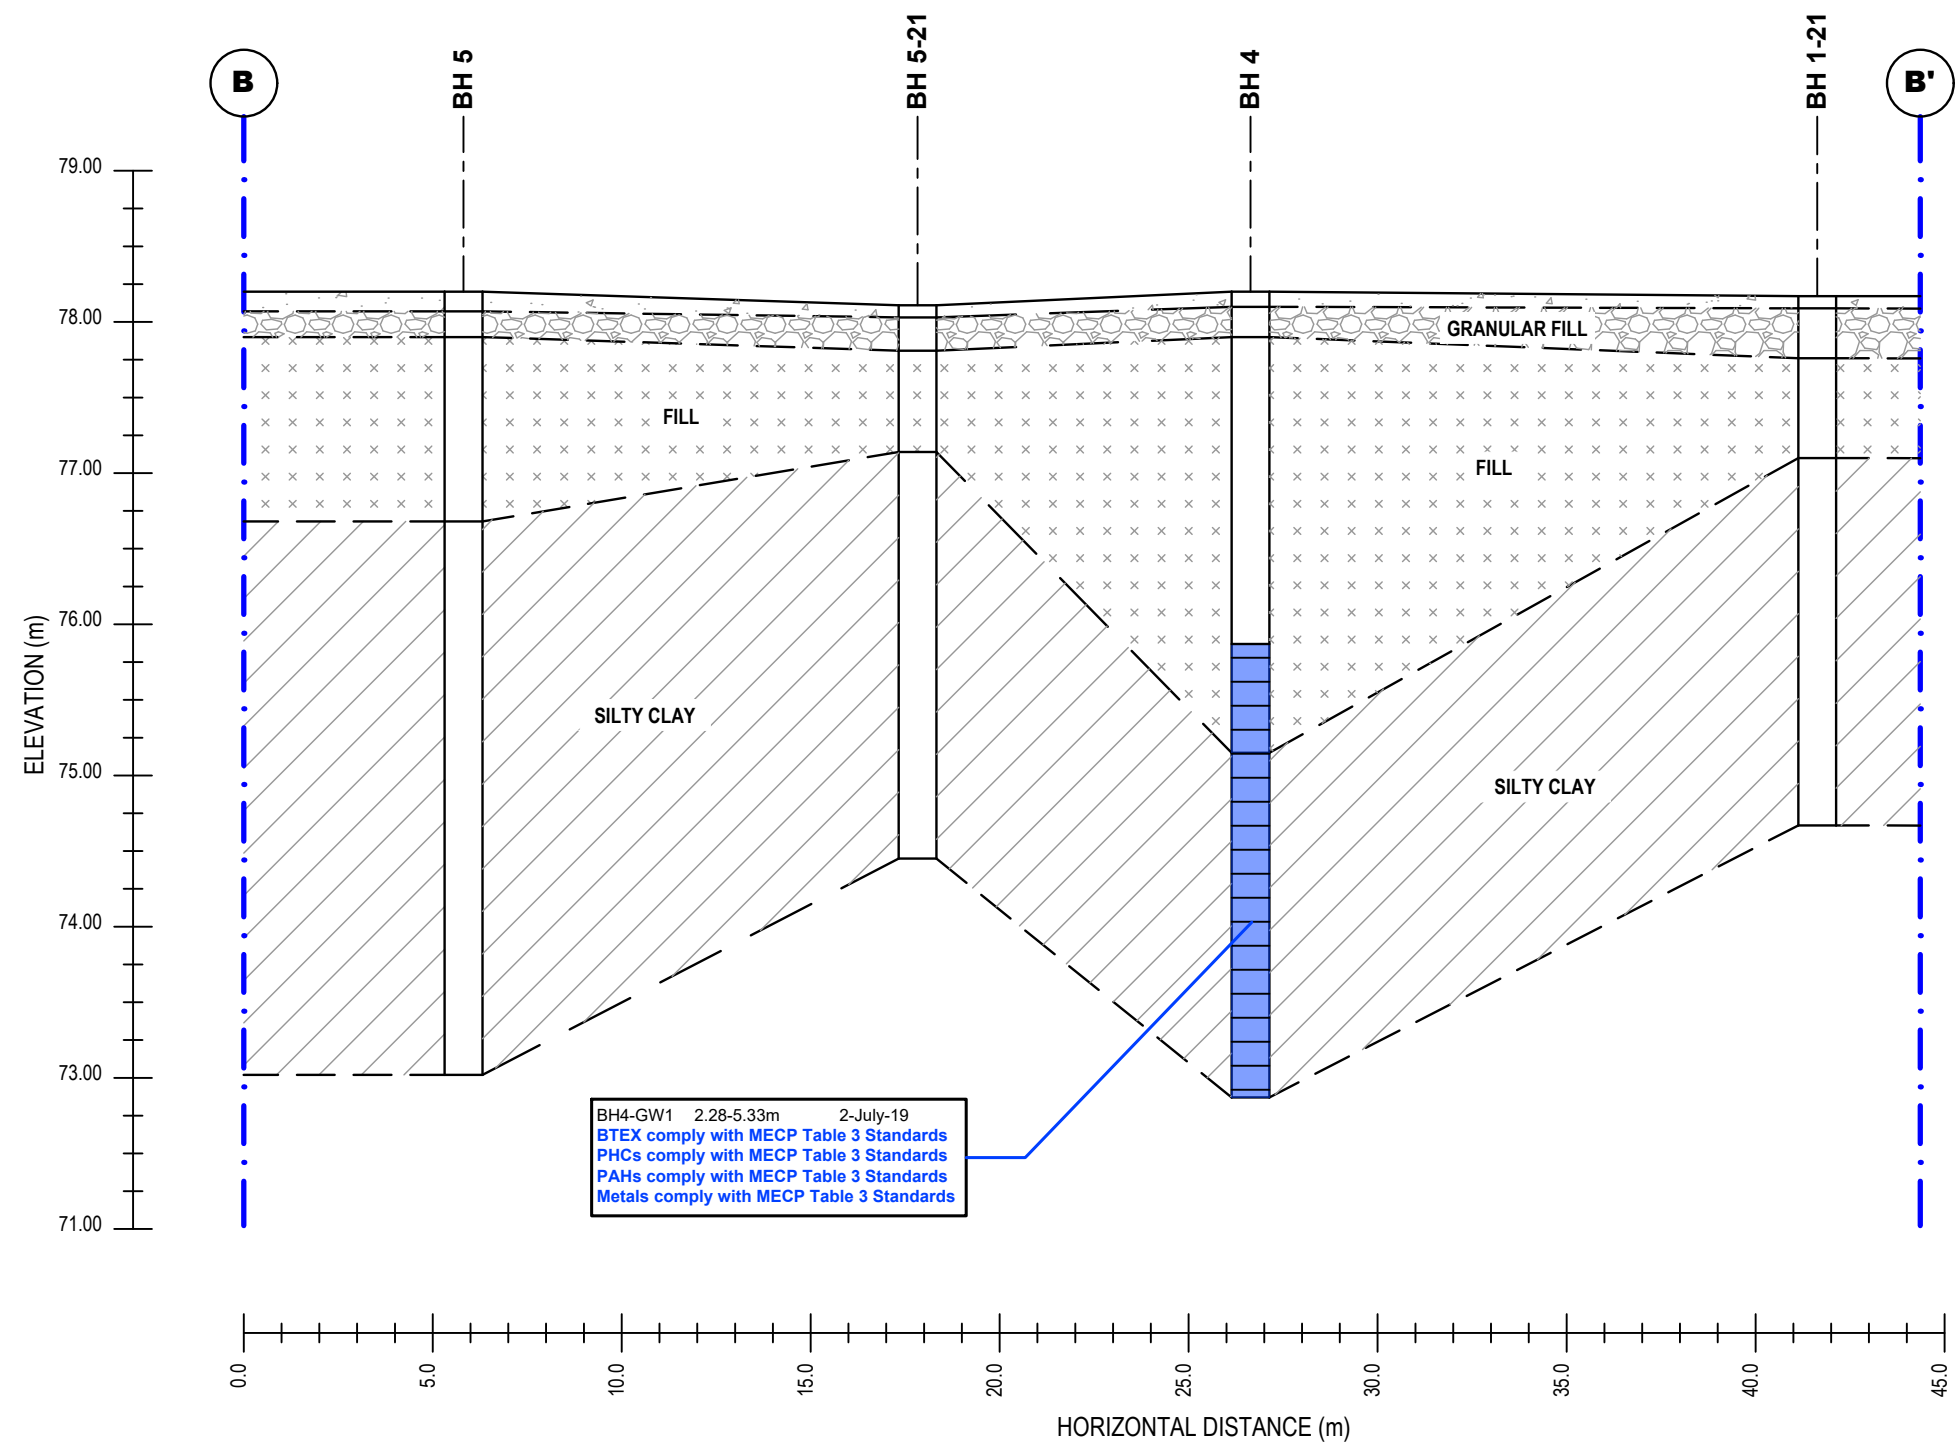 B
BH 5
BH 5-21
BH 4
BH 1-21
B'
79.00
78.00
77.00
76.00
75.00
74.00
73.00
71.00
ELEVATION (m)
GRANULAR FILL
FILL
FILL
SILTY CLAY
SILTY CLAY
BH4-GW1 2.28-5.33m 2-July-19
BTEX comply with MECP Table 3 Standards
PHCs comply with MECP Table 3 Standards
PAHs comply with MECP Table 3 Standards
Metals comply with MECP Table 3 Standards
0.0
5.0
10.0
15.0
20.0
25.0
30.0
35.0
40.0
45.0
HORIZONTAL DISTANCE (m)